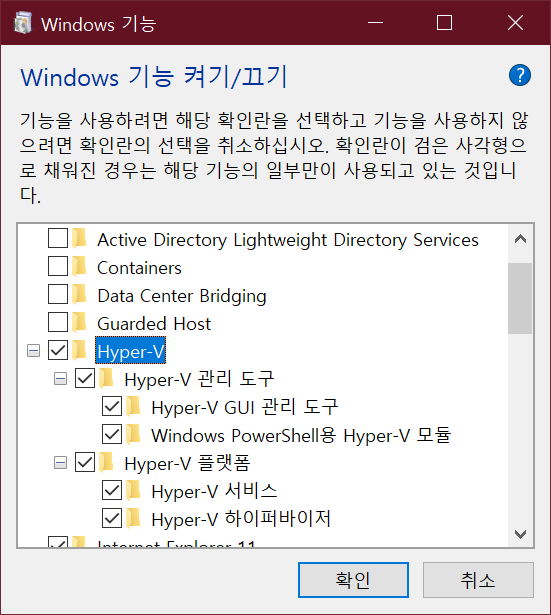 Windows 기능
Windows 기능 켜기/끄기
기능을 사용하려면 해당 확인란을 선택하고 기능을 사용하지 않
으려면 확인란의 선택을 취소하십시오. 확인란이 검은 사각형으
로 채워진 경우는 해당 기능의 일부만이 사용되고 있는 것입니
다.
Active Directory Lightweight Directory Services
Containers
Data Center Bridging
Guarded Host
Hyper-V
Hyper-V 관리 도구
Hyper-V GUI 관리 도구
Windows PowerShell용 Hyper-V 모듈
Hyper-V 플랫폼
Hyper-V 서비스
Hyper-V 하이퍼바이저
Internet Explorer 11
확인
취소